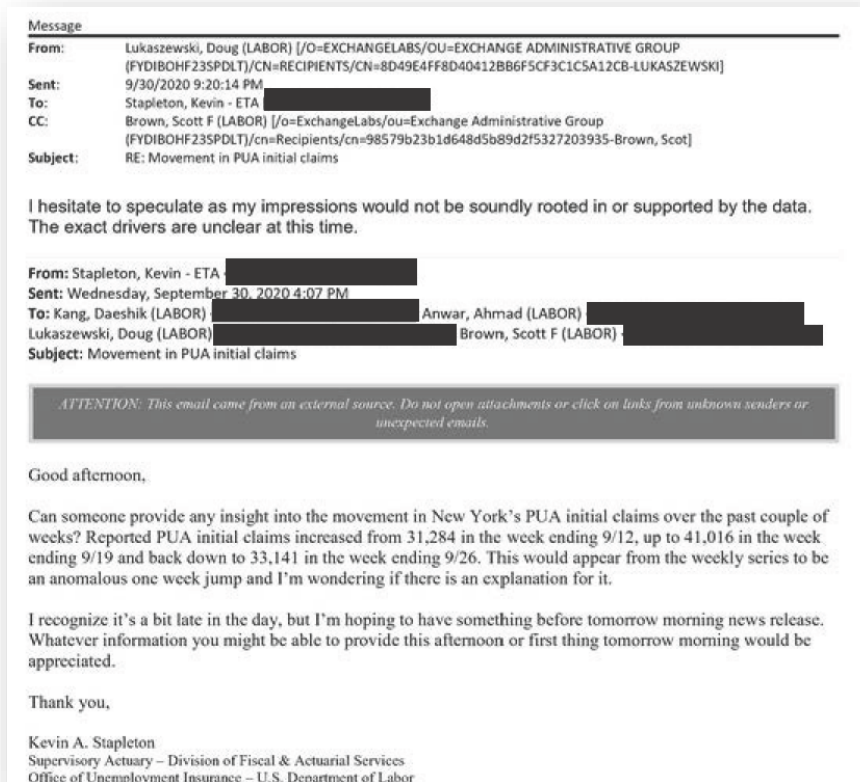 Message
From: Lukaszewski, Doug (LABOR) [/O=EXCHANGELABS/OU=EXCHANGE ADMINISTRATIVE GROUP
(FYDIBOHF23SPDLT)/CN=RECIPIENTS/CN=8D49E4FF8D40412BB6F5CF3C1C5A12CB-LUKASZEWSKI]
Sent: 9/30/2020 9:20:14 PM
To: Stapleton, Kevin - ETA
CC: Brown, Scott F (LABOR) [/o=ExchangeLabs/ou=Exchange Administrative Group
(FYDIBOHF23SPDLT)/cn=Recipients/cn=98579b23b1d648d5b89d2f5327203935-Brown, Scot]
Subject: RE: Movement in PUA initial claims
I hesitate to speculate as my impressions would not be soundly rooted in or supported by the data.
The exact drivers are unclear at this time.
From: Stapleton, Kevin - ETA
Sent: Wednesday, September 30, 2020 4:07 PM
To: Kang, Daeshik (LABOR) Anwar, Ahmad (LABOR)
Lukaszewski, Doug (LABOR) Brown, Scott F (LABOR)
Subject: Movement in PUA initial claims
ATTENTION: This email came from an external source. Do not open attachments or click on links from unknown senders or
unexpected emails.
Good afternoon,
Can someone provide any insight into the movement in New York's PUA initial claims over the past couple of
weeks? Reported PUA initial claims increased from 31,284 in the week ending 9/12, up to 41,016 in the week
ending 9/19 and back down to 33,141 in the week ending 9/26. This would appear from the weekly series to be
an anomalous one week jump and I'm wondering if there is an explanation for it.
I recognize it's a bit late in the day, but I'm hoping to have something before tomorrow morning news release.
Whatever information you might be able to provide this afternoon or first thing tomorrow morning would be
appreciated.
Thank you,
Kevin A. Stapleton
Supervisory Actuary – Division of Fiscal & Actuarial Services
Office of Unemployment Insurance – U.S. Department of Labor